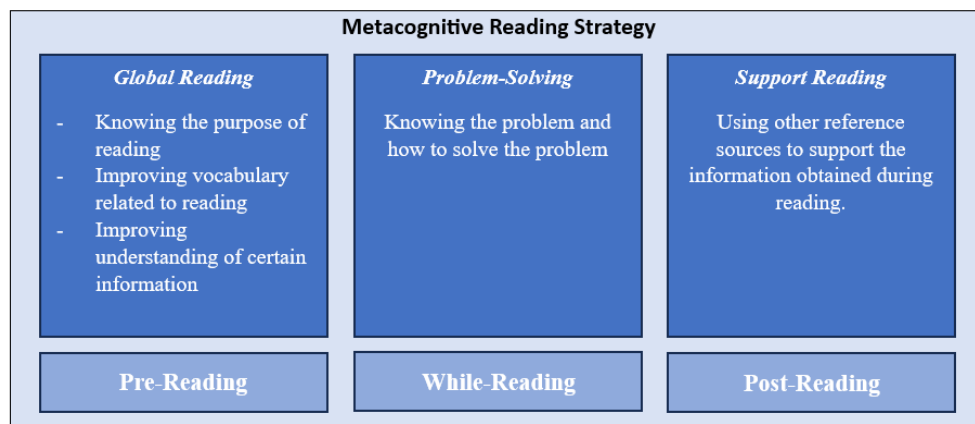 Metacognitive Reading Strategy
Global Reading
- Knowing the purpose of
reading
- Improving vocabulary
related to reading
- Improving
understanding of certain
information
Pre-Reading
Problem-Solving
Knowing the problem and
how to solve the problem
While-Reading
Support Reading
Using other reference
sources to support the
information obtained during
reading.
Post-Reading